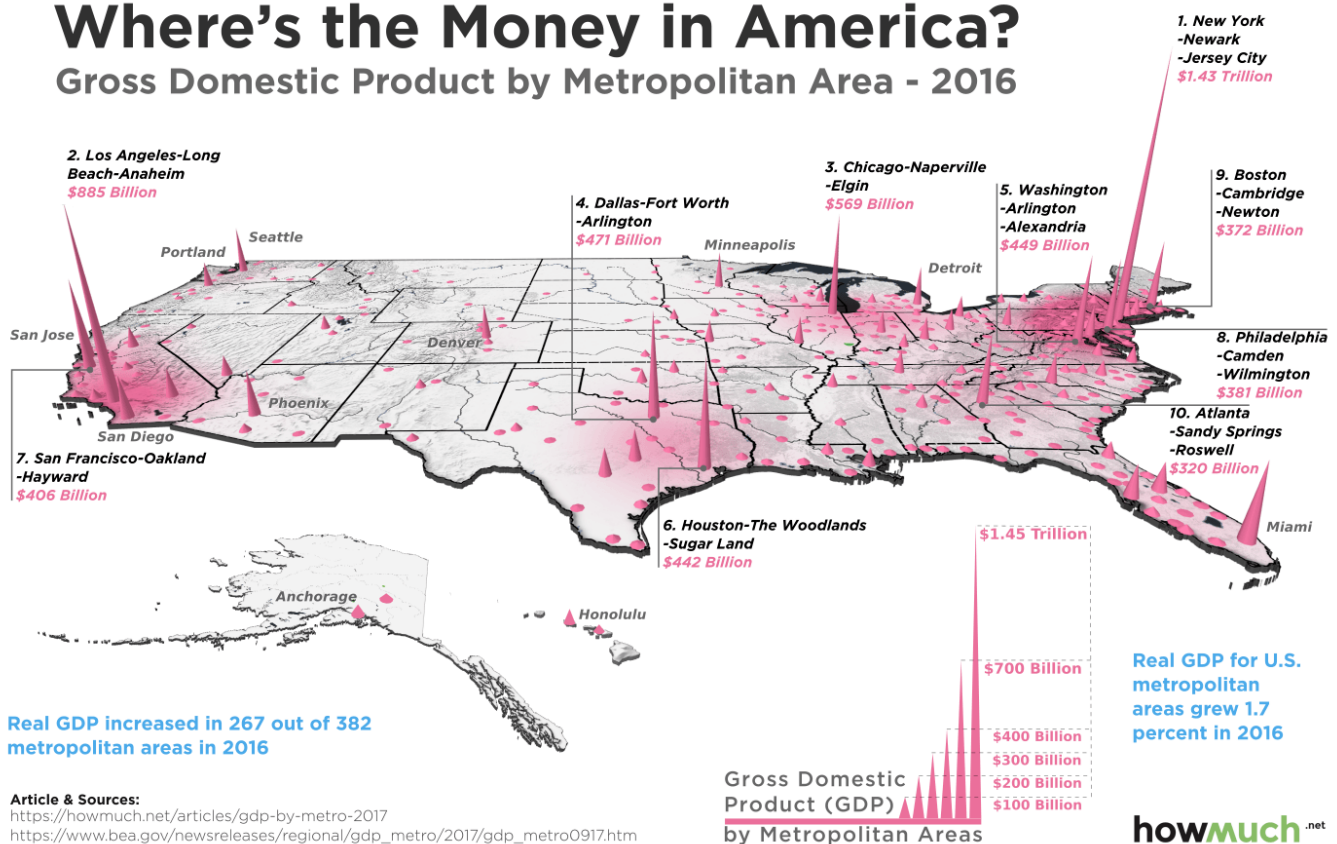 Where's the Money in America?
Gross Domestic Product by Metropolitan Area - 2016
1. New York
-Newark
-Jersey City
$1.43 Trillion
2. Los Angeles-Long
Beach-Anaheim
$885 Billion
3. Chicago-Naperville
-Elgin
$569 Billion
4. Dallas-Fort Worth
-Arlington
$471 Billion
5. Washington
-Arlington
-Alexandria
$449 Billion
9. Boston
-Cambridge
-Newton
$372 Billion
Portland
Seattle
Minneapolis
Detroit
San Jose
Denver
Phoenix
San Diego
8. Philadelphia
-Camden
-Wilmington
$381 Billion
10. Atlanta
-Sandy Springs
-Roswell
$320 Billion
7. San Francisco-Oakland
-Hayward
$406 Billion
6. Houston-The Woodlands
-Sugar Land
$442 Billion
Miami
Anchorage
Honolulu
$1.45 Trillion
$700 Billion
$400 Billion
$300 Billion
$200 Billion
$100 Billion
Gross Domestic
Product (GDP)
by Metropolitan Areas
Real GDP for U.S.
metropolitan
areas grew 1.7
percent in 2016
Real GDP increased in 267 out of 382
metropolitan areas in 2016
Article & Sources:
https://howmuch.net/articles/gdp-by-metro-2017
https://www.bea.gov/newsreleases/regional/gdp_metro/2017/gdp_metro0917.htm
howmuch.net